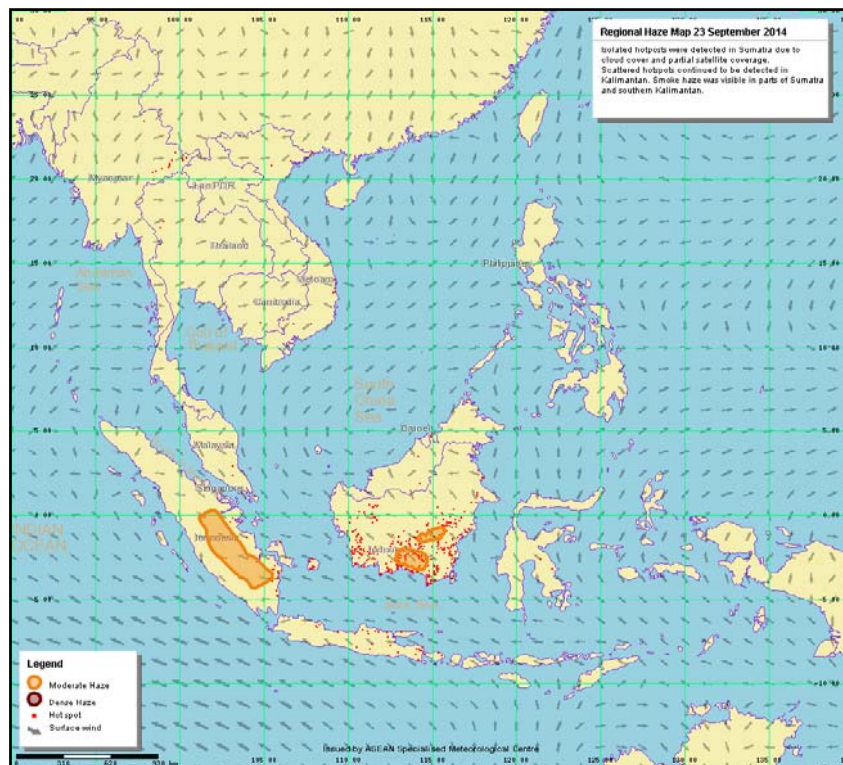 Regional Haze Map 23 September 2014
Isolated hotposts were detected in Sumatra due to
cloud cover and partial satellite coverage.
Scattered hotspots continued to be detected in
Kalimantan. Smoke haze was visible in parts of Sumatra
and southern Kalimantan.
Myanmar
Lao PDR
Thailand
Vietnam
Cambodia
Philippines
Andaman
Sea
Gulf of
Thailand
South
China
Sea
Brunei
Malaysia
Singapore
INDIAN
OCEAN
Indonesia
Java Sea
Legend
Moderate Haze
Dense Haze
Hot spot
Surface wind
Issued by ASEAN Specialised Meteorological Centre